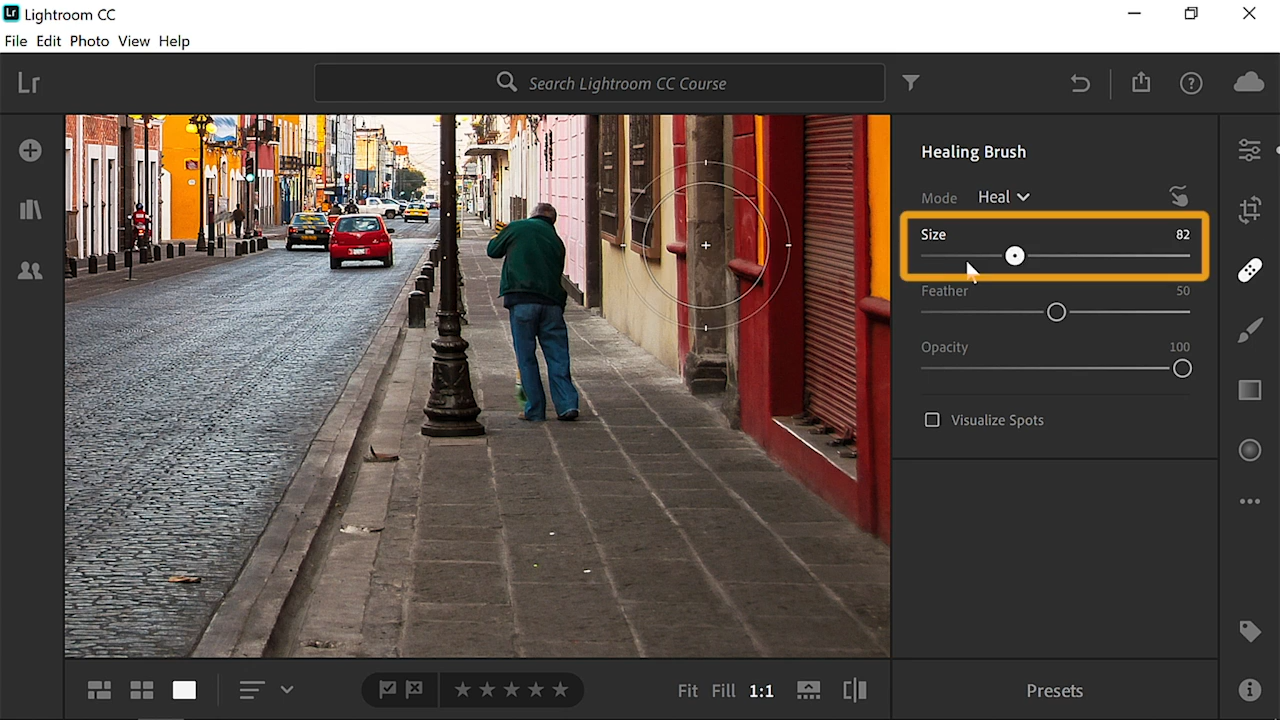 Lr Lightroom CC
File Edit Photo View Help
Lr Search Lightroom CC Course
Healing Brush
Mode Heal
Size 82
Feather 50
Opacity 100
Visualize Spots
Fit Fill 1:1
Presets